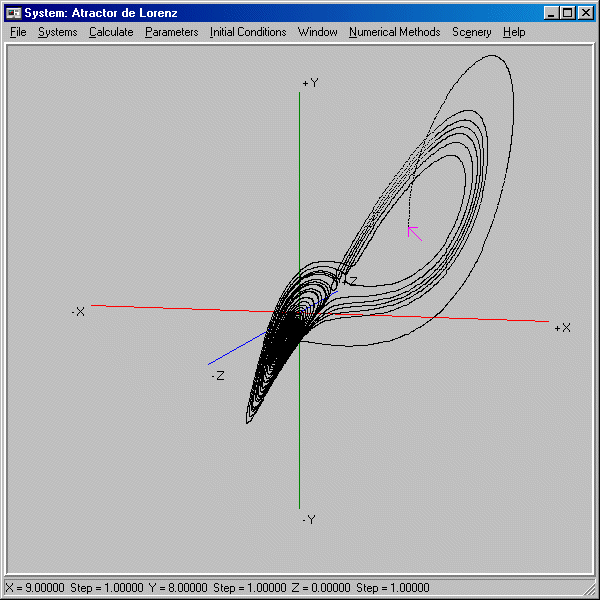 System: Atractor de Lorenz
File Systems Calculate Parameters Initial Conditions Window Numerical Methods Scenery Help
+Y
Z
-X
+X
-Z
-Y
X = 9.00000 Step = 1.00000 Y = 8.00000 Step = 1.00000 Z = 0.00000 Step = 1.00000